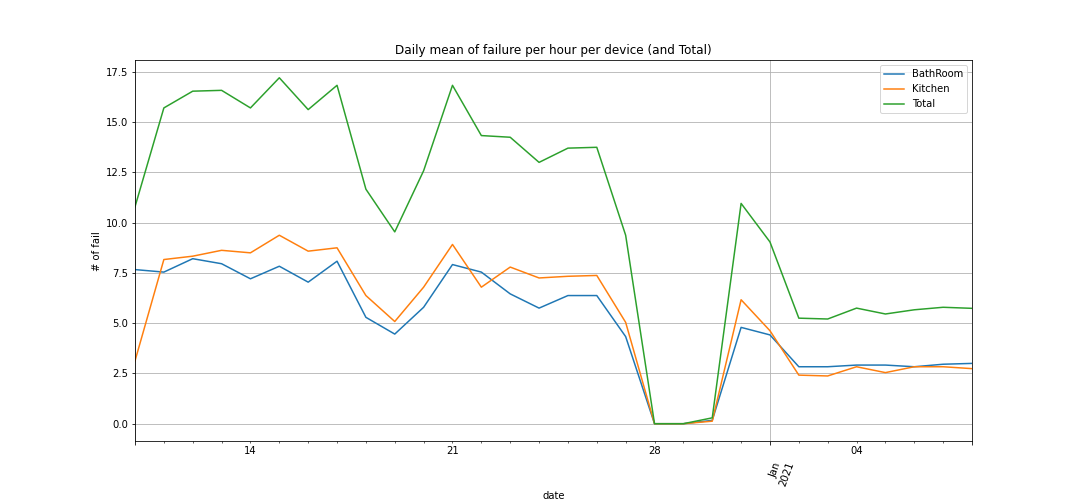 Daily mean of failure per hour per device (and Total)
17.5
15.0
12.5
10.0
7.5
5.0
2.5
0.0
# of fail
BathRoom
Kitchen
Total
14
21
28
Jan
2021
04
date